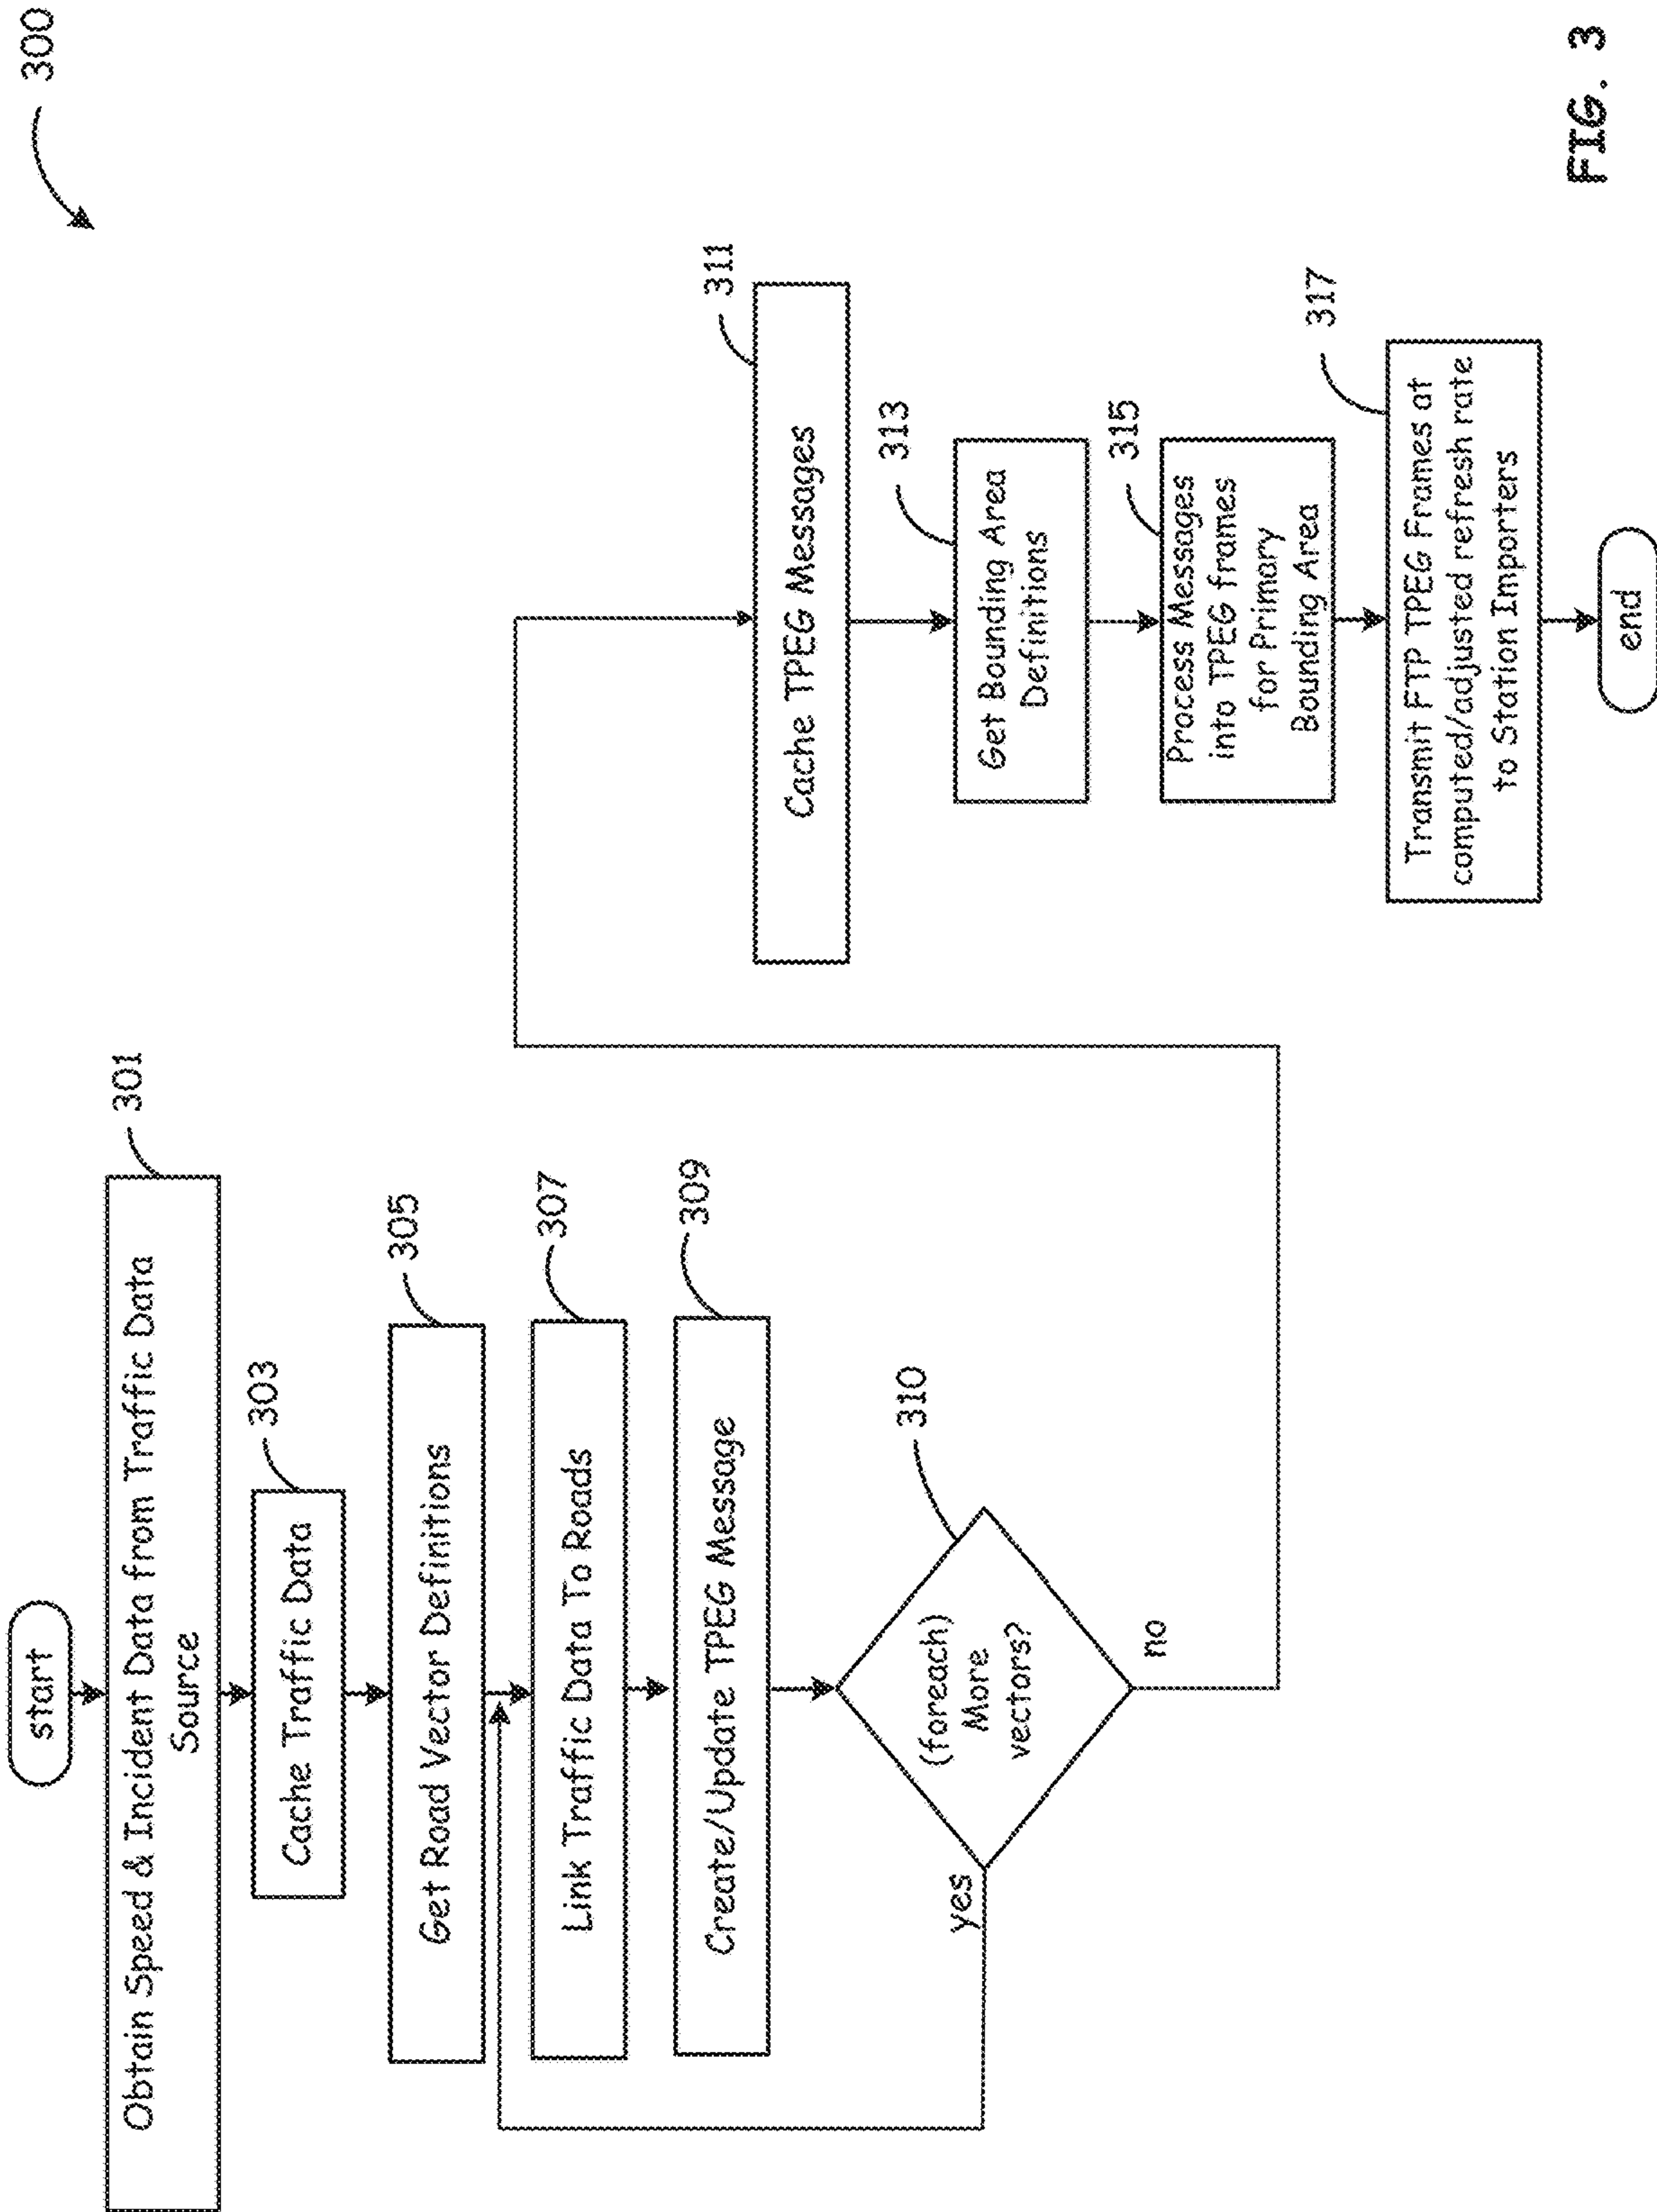 300
start
Obtain Speed & Incident Data from Traffic Data
Source
301
Cache Traffic Data
303
Get Road Vector Definitions
305
Link Traffic Data To Roads
307
Create/Update TPEG Message
309
(foreach)
More
vectors?
310
yes
no
Cache TPEG Messages
311
Get Bounding Area
Definitions
313
Process Messages
into TPEG frames
for Primary
Bounding Area
315
Transmit FTP TPEG Frames at
computed/adjusted refresh rate
to Station Importers
317
end
FIG. 3